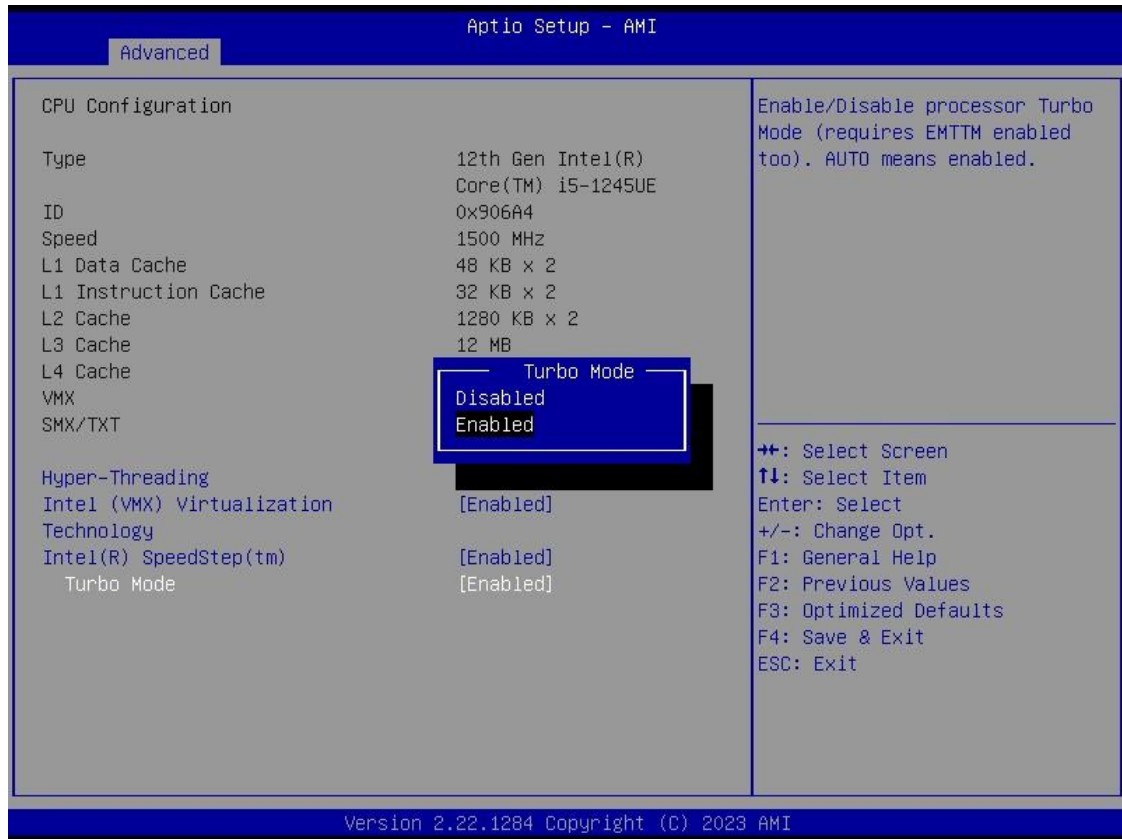 Aptio Setup – AMI
Advanced
CPU Configuration
Type 12th Gen Intel(R)
Core(TM) i5-1245UE
ID 0x906A4
Speed 1500 MHz
L1 Data Cache 48 KB x 2
L1 Instruction Cache 32 KB x 2
L2 Cache 1280 KB x 2
L3 Cache 12 MB
L4 Cache
VMX
SMX/TXT
Hyper-Threading
Intel (VMX) Virtualization [Enabled]
Technology
Intel(R) SpeedStep(tm) [Enabled]
Turbo Mode [Enabled]
Turbo Mode
Disabled
Enabled
Enable/Disable processor Turbo
Mode (requires EMTTM enabled
too). AUTO means enabled.
→←: Select Screen
↑↓: Select Item
Enter: Select
+/-: Change Opt.
F1: General Help
F2: Previous Values
F3: Optimized Defaults
F4: Save & Exit
ESC: Exit
Version 2.22.1284 Copyright (C) 2023 AMI